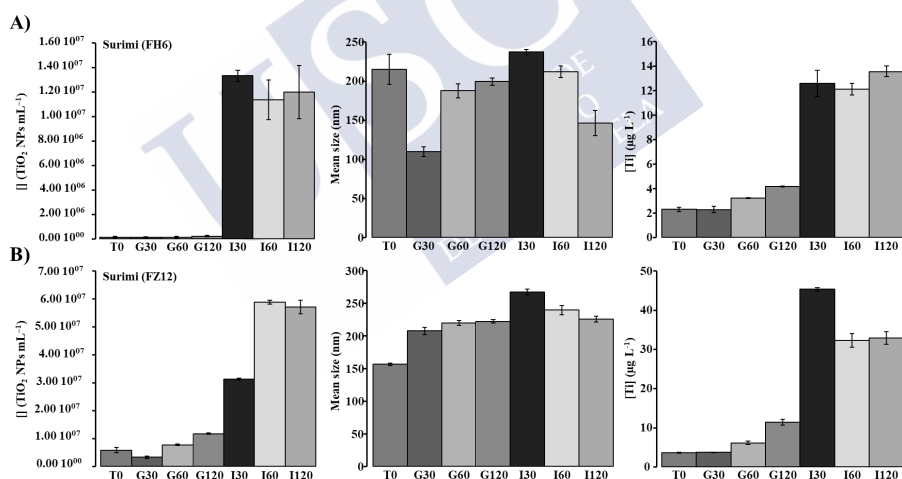 A)
Surimi (FH6)
[] (TiO₂ NPs mL⁻¹)
1.60 10⁰⁷
1.40 10⁰⁷
1.20 10⁰⁷
1.00 10⁰⁷
8.00 10⁰⁶
6.00 10⁰⁶
4.00 10⁰⁶
2.00 10⁰⁶
0.00 10⁰⁰
T0 G30 G60 G120 I30 I60 I120
Mean size (nm)
250
200
150
100
50
0
T0 G30 G60 G120 I30 I60 I120
[Ti] (µg L⁻¹)
16
14
12
10
8
6
4
2
0
T0 G30 G60 G120 I30 I60 I120
B)
Surimi (FZ12)
[] (TiO₂ NPs mL⁻¹)
7.00 10⁰⁷
6.00 10⁰⁷
5.00 10⁰⁷
4.00 10⁰⁷
3.00 10⁰⁷
2.00 10⁰⁷
1.00 10⁰⁷
0.00 10⁰⁰
T0 G30 G60 G120 I30 I60 I120
Mean size (nm)
300
250
200
150
100
50
0
T0 G30 G60 G120 I30 I60 I120
[Ti] (µg L⁻¹)
50
40
30
20
10
0
T0 G30 G60 G120 I30 I60 I120
USC